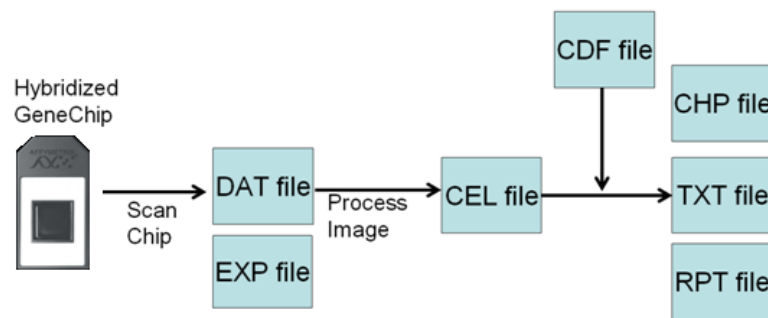 CDF file
Hybridized
GeneChip
CHP file
AFFYMETRIX
DAT file
Scan
Chip
Process
Image
CEL file
TXT file
EXP file
RPT file